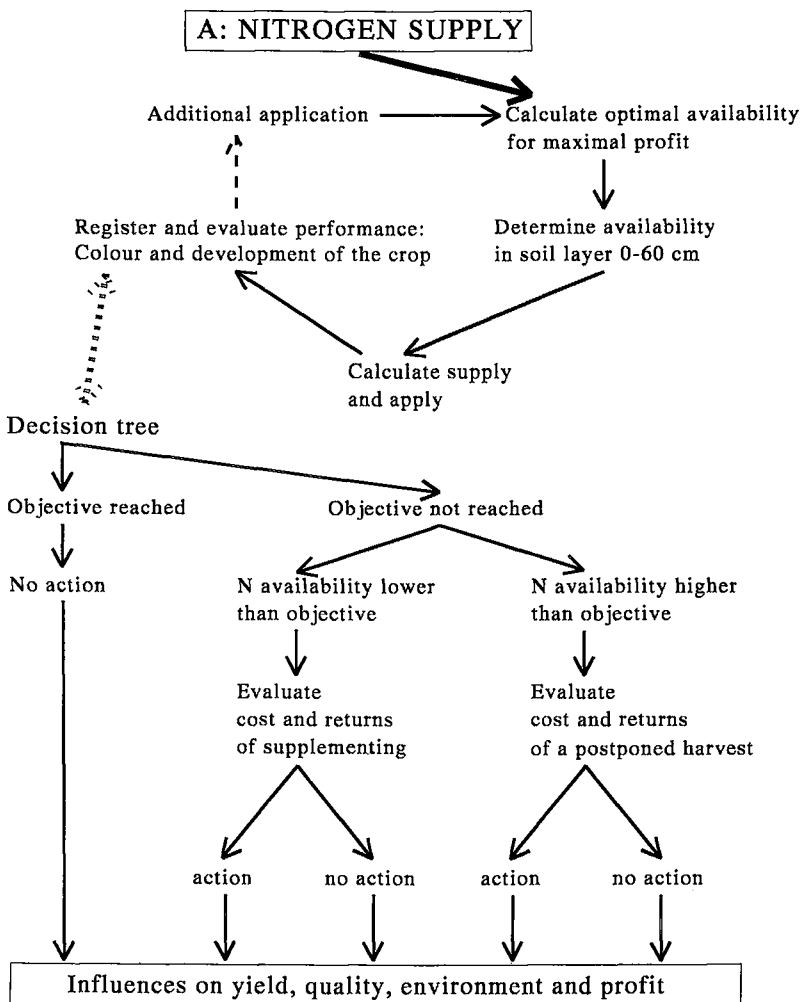 A: NITROGEN SUPPLY
Additional application
Calculate optimal availability
for maximal profit
Register and evaluate performance:
Colour and development of the crop
Determine availability
in soil layer 0-60 cm
Calculate supply
and apply
Decision tree
Objective reached
Objective not reached
No action
N availability lower
than objective
N availability higher
than objective
Evaluate
cost and returns
of supplementing
Evaluate
cost and returns
of a postponed harvest
action
no action
action
no action
Influences on yield, quality, environment and profit